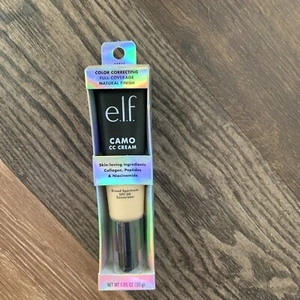 COLOR CORRECTING
FULL-COVERAGE
NATURAL FINISH
e.l.f.
CAMO
CC CREAM
Skin-loving Ingredients
Collagen, Peptides,
& Niacinamide
Broad Spectrum
SPF 30
Sunscreen
NET WT 1.05 OZ (30 g)